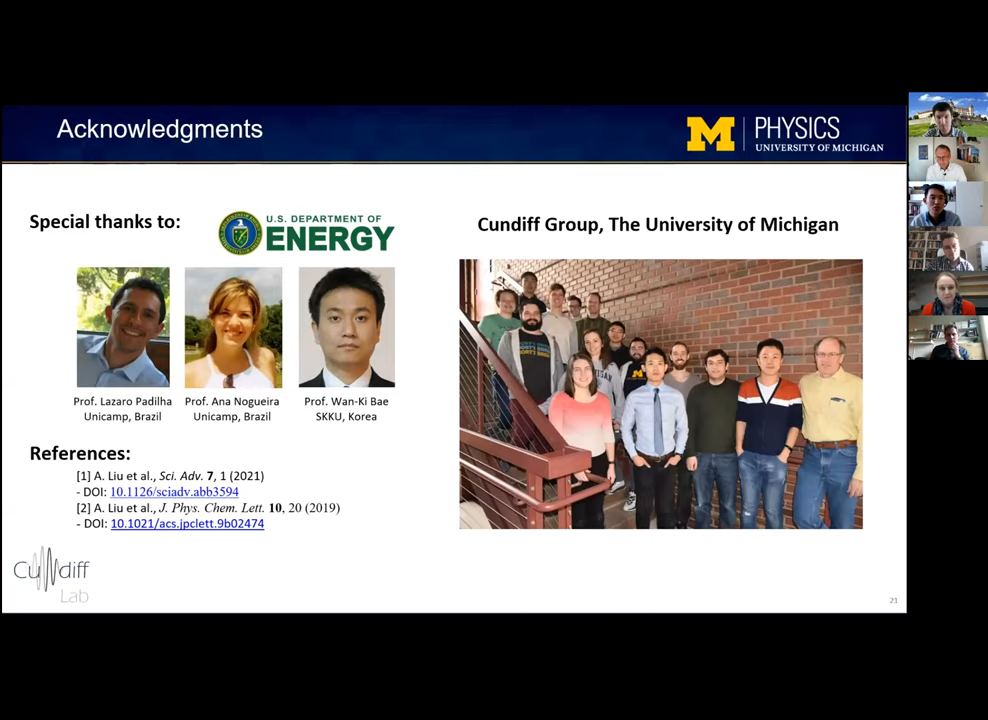 Acknowledgments
M
PHYSICS
UNIVERSITY OF MICHIGAN
Special thanks to:
U.S. DEPARTMENT OF
ENERGY
Cundiff Group, The University of Michigan
Prof. Lazaro Padilha
Unicamp, Brazil
Prof. Ana Nogueira
Unicamp, Brazil
Prof. Wan-Ki Bae
SKKU, Korea
References:
[1] A. Liu et al., Sci. Adv. 7, 1 (2021)
- DOI: 10.1126/sciadv.abb3594
[2] A. Liu et al., J. Phys. Chem. Lett. 10, 20 (2019)
- DOI: 10.1021/acs.jpclett.9b02474
Cundiff
Lab
21